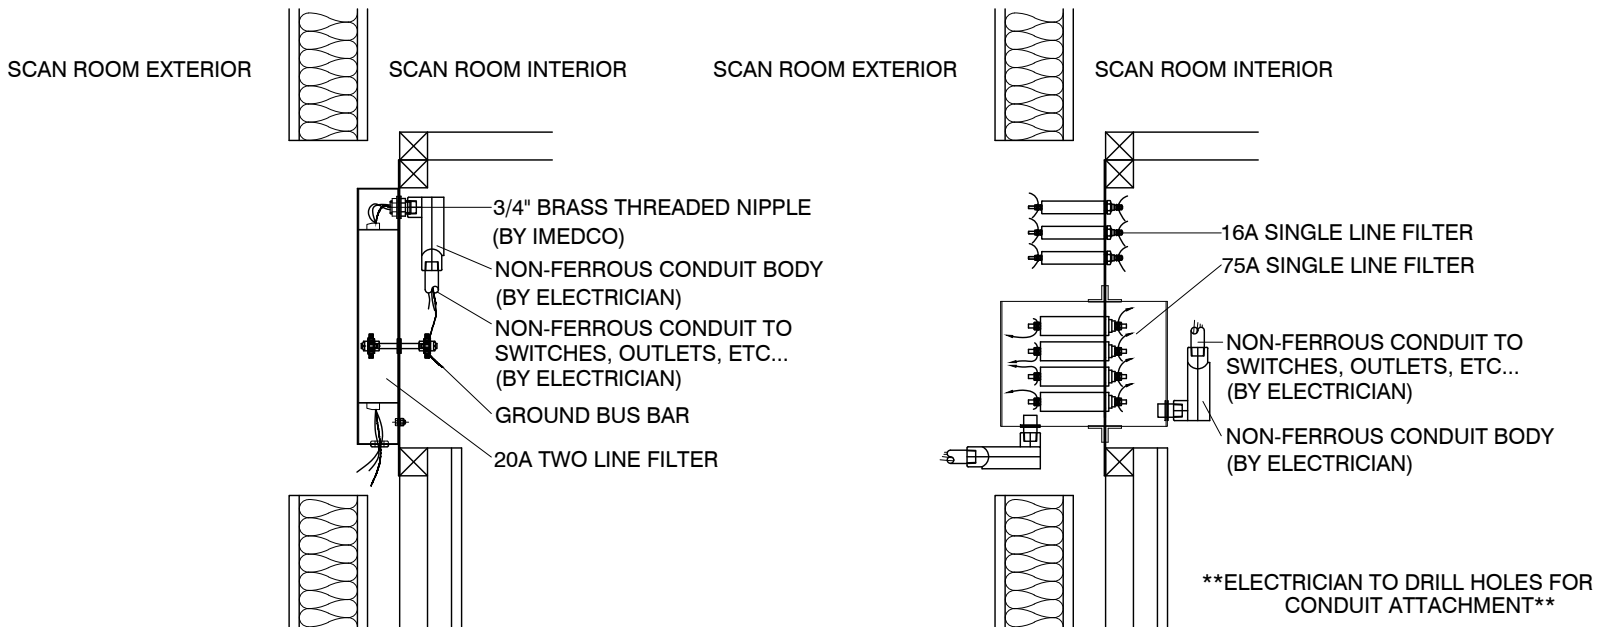 SCAN ROOM EXTERIOR
SCAN ROOM INTERIOR
3/4" BRASS THREADED NIPPLE
(BY IMEDCO)
NON-FERROUS CONDUIT BODY
(BY ELECTRICIAN)
NON-FERROUS CONDUIT TO
SWITCHES, OUTLETS, ETC...
(BY ELECTRICIAN)
GROUND BUS BAR
20A TWO LINE FILTER
SCAN ROOM EXTERIOR
SCAN ROOM INTERIOR
16A SINGLE LINE FILTER
75A SINGLE LINE FILTER
NON-FERROUS CONDUIT TO
SWITCHES, OUTLETS, ETC...
(BY ELECTRICIAN)
NON-FERROUS CONDUIT BODY
(BY ELECTRICIAN)
**ELECTRICIAN TO DRILL HOLES FOR
CONDUIT ATTACHMENT**